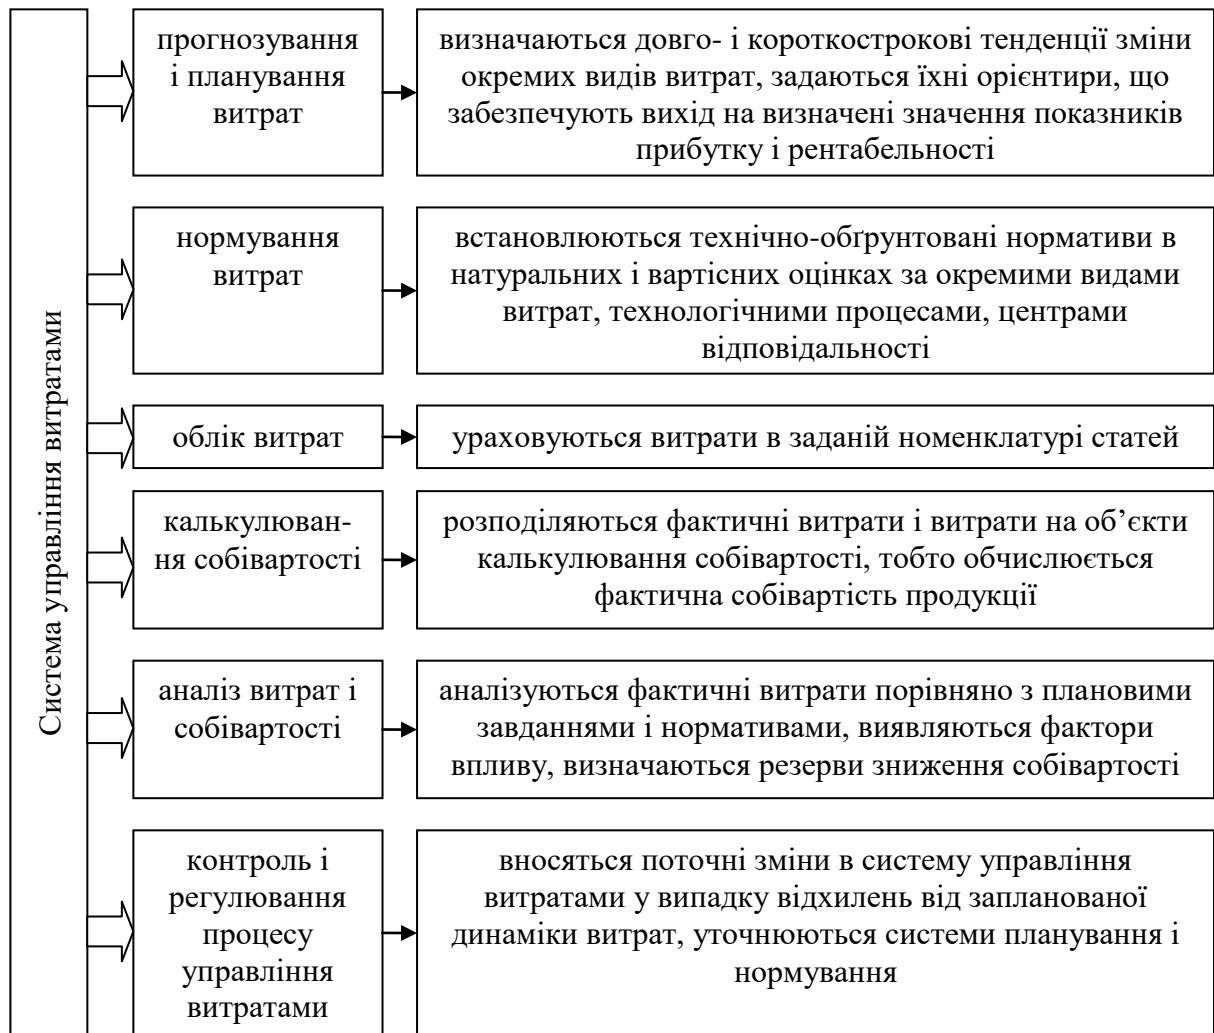 Система управління витратами
прогнозування
і планування
витрат
визначаються довго- і короткострокові тенденції зміни
окремих видів витрат, задаються їхні орієнтири, що
забезпечують вихід на визначені значення показників
прибутку і рентабельності
нормування
витрат
встановлюються технічно-обґрунтовані нормативи в
натуральних і вартісних оцінках за окремими видами
витрат, технологічними процесами, центрами
відповідальності
облік витрат
ураховуються витрати в заданій номенклатурі статей
калькулюван-
ня собівартості
розподіляються фактичні витрати і витрати на об’єкти
калькулювання собівартості, тобто обчислюється
фактична собівартість продукції
аналіз витрат і
собівартості
аналізуються фактичні витрати порівняно з плановими
завданнями і нормативами, виявляються фактори
впливу, визначаються резерви зниження собівартості
контроль і
регулювання
процесу
управління
витратами
вносяться поточні зміни в систему управління
витратами у випадку відхилень від запланованої
динаміки витрат, уточнюються системи планування і
нормування